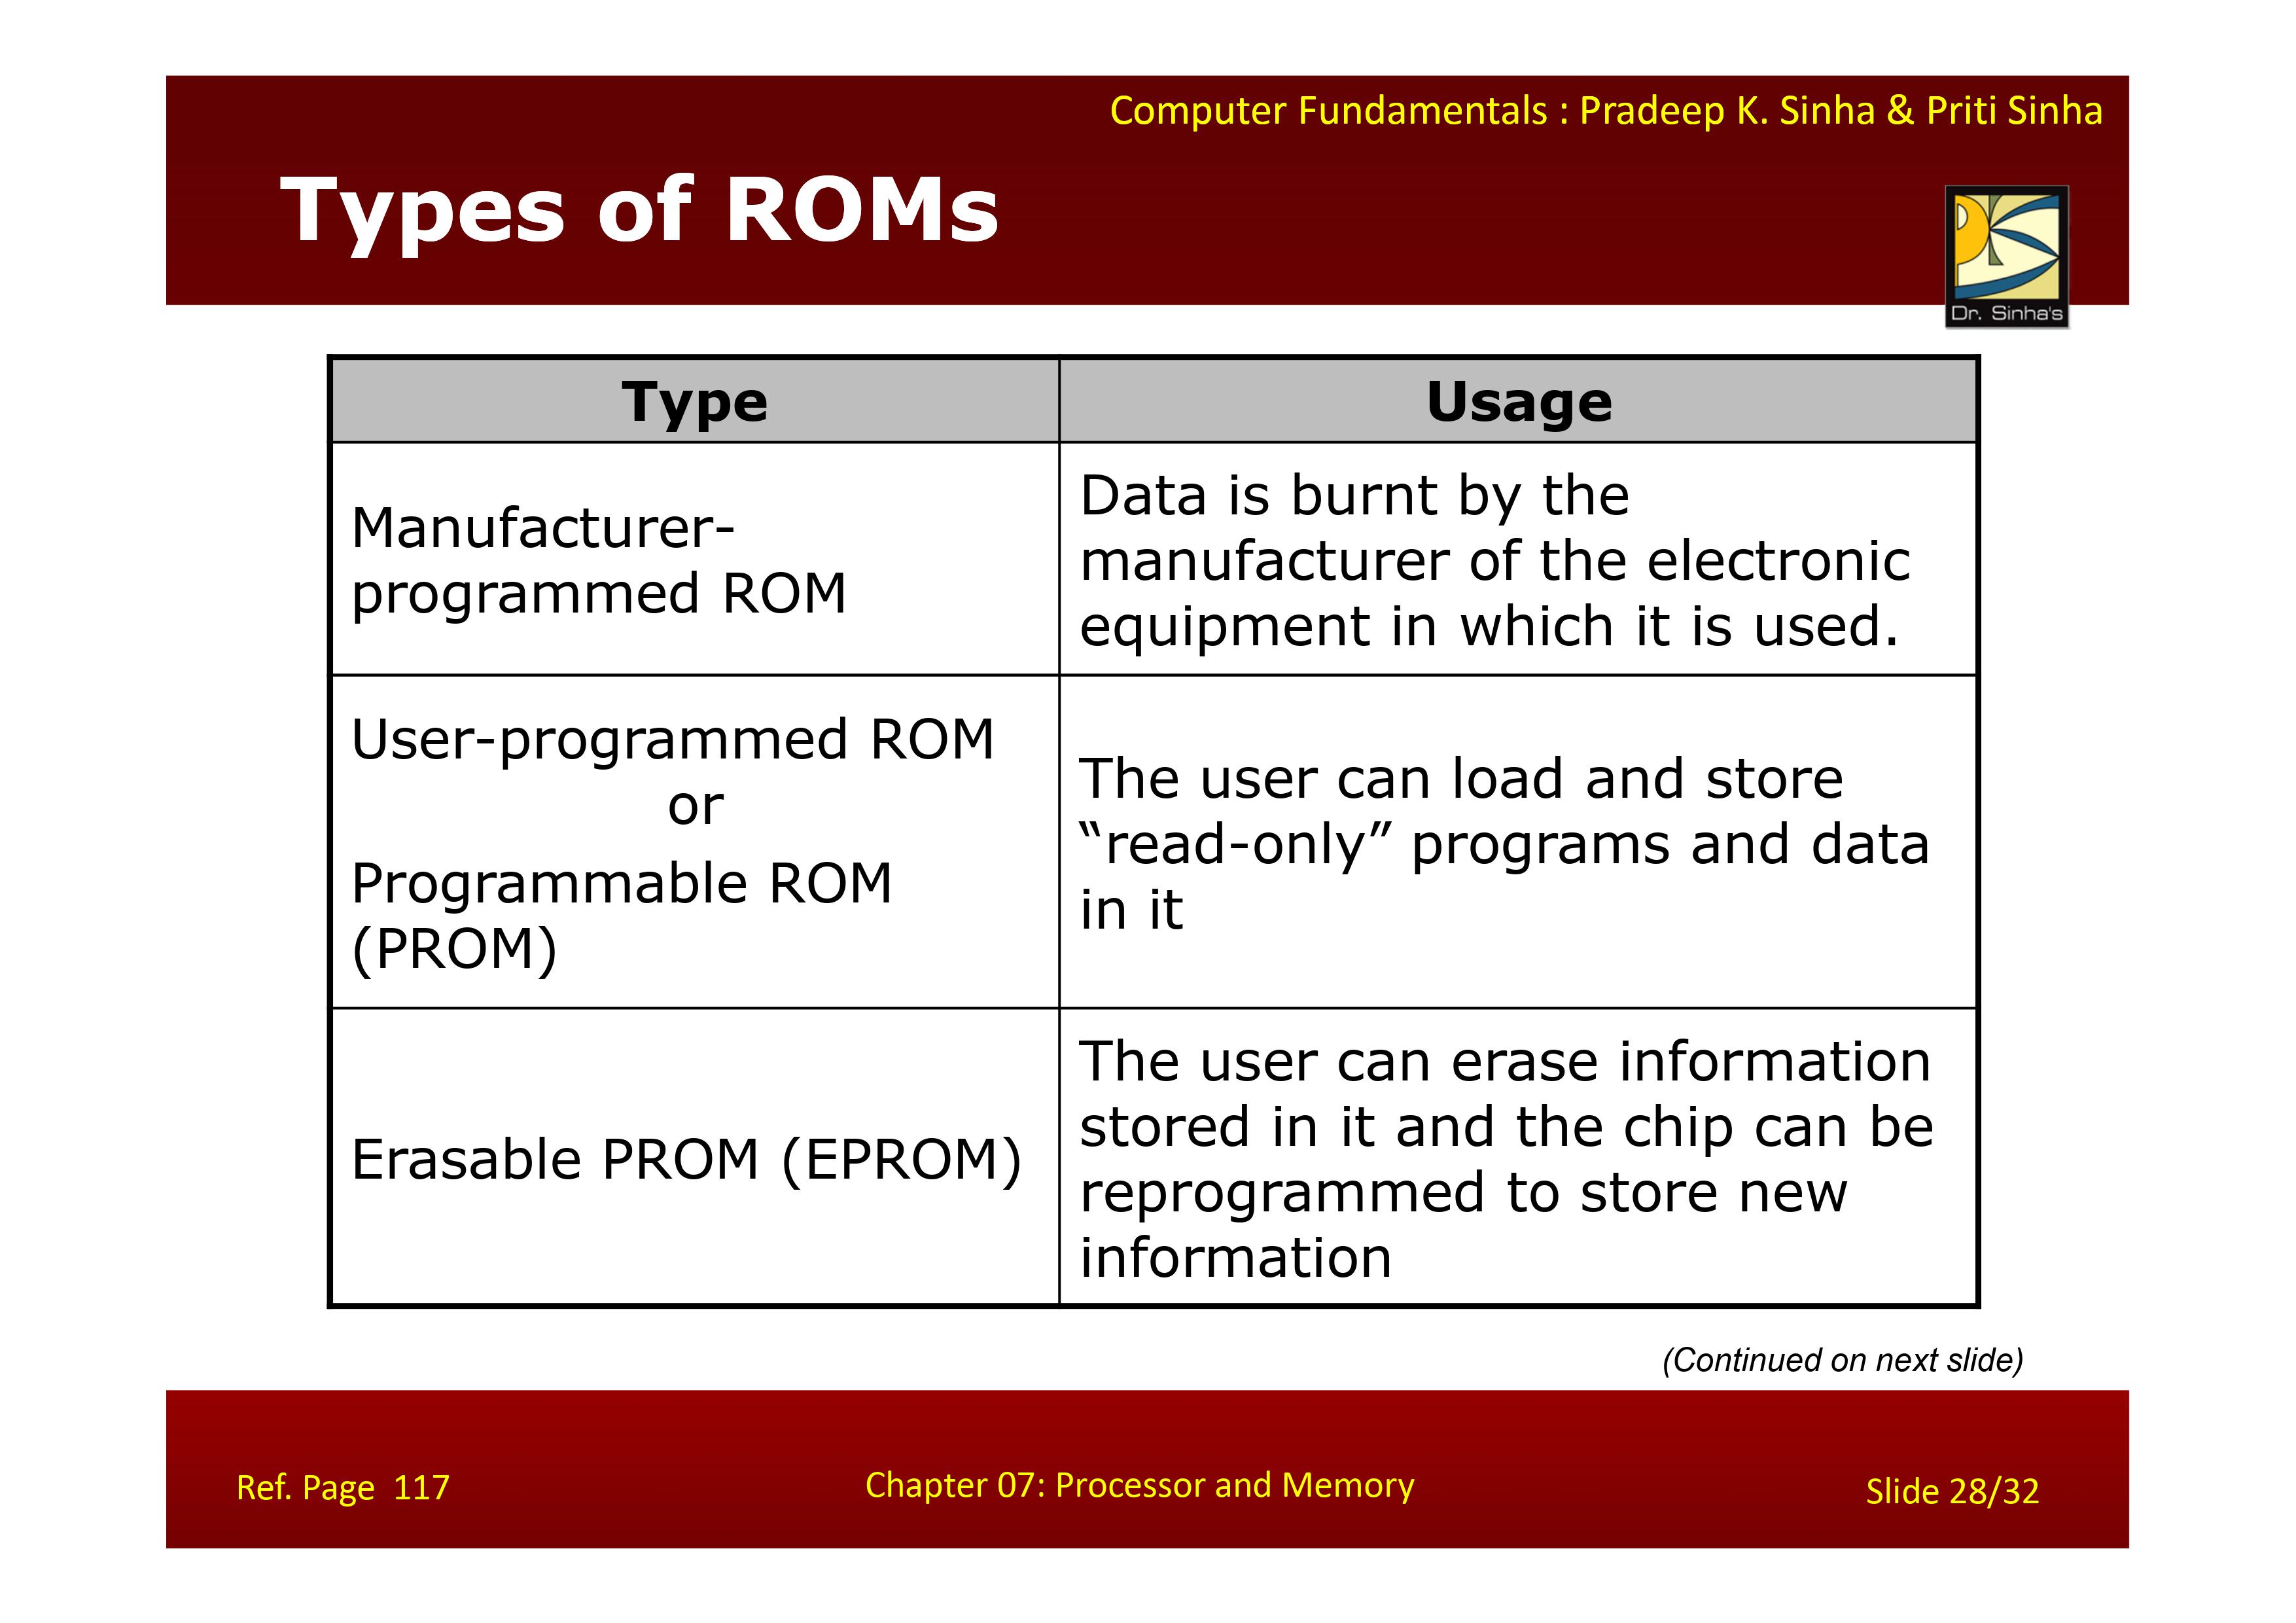 Computer Fundamentals : Pradeep K. Sinha & Priti Sinha
Types of ROMs
Dr. Sinha's
Type
Usage
Manufacturer-
programmed ROM
Data is burnt by the
manufacturer of the electronic
equipment in which it is used.
User-programmed ROM
or
Programmable ROM
(PROM)
The user can load and store
“read-only” programs and data
in it
Erasable PROM (EPROM)
The user can erase information
stored in it and the chip can be
reprogrammed to store new
information
(Continued on next slide)
Ref. Page 117
Chapter 07: Processor and Memory
Slide 28/32